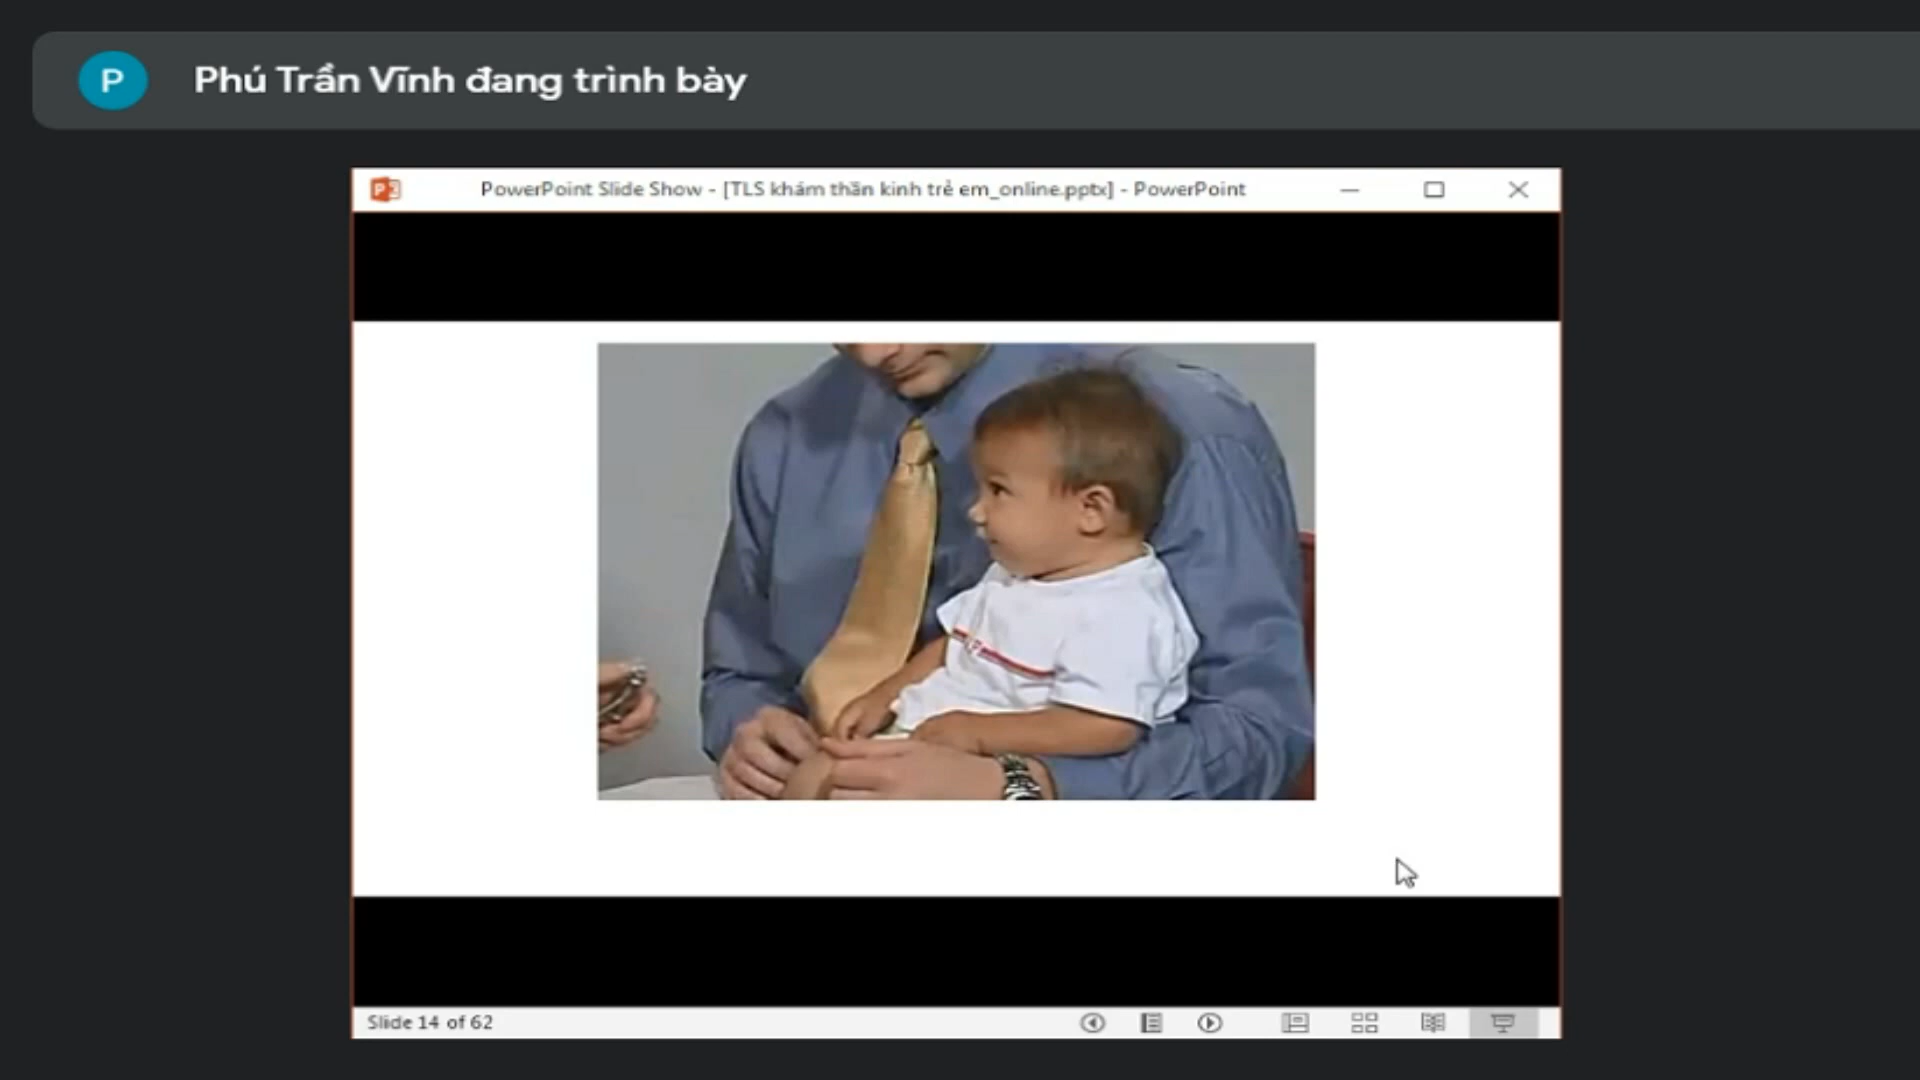 P Phú Trần Vĩnh đang trình bày
PowerPoint Slide Show - [TLS khám thần kinh trẻ em_online.pptx] - PowerPoint
Slide 14 of 62